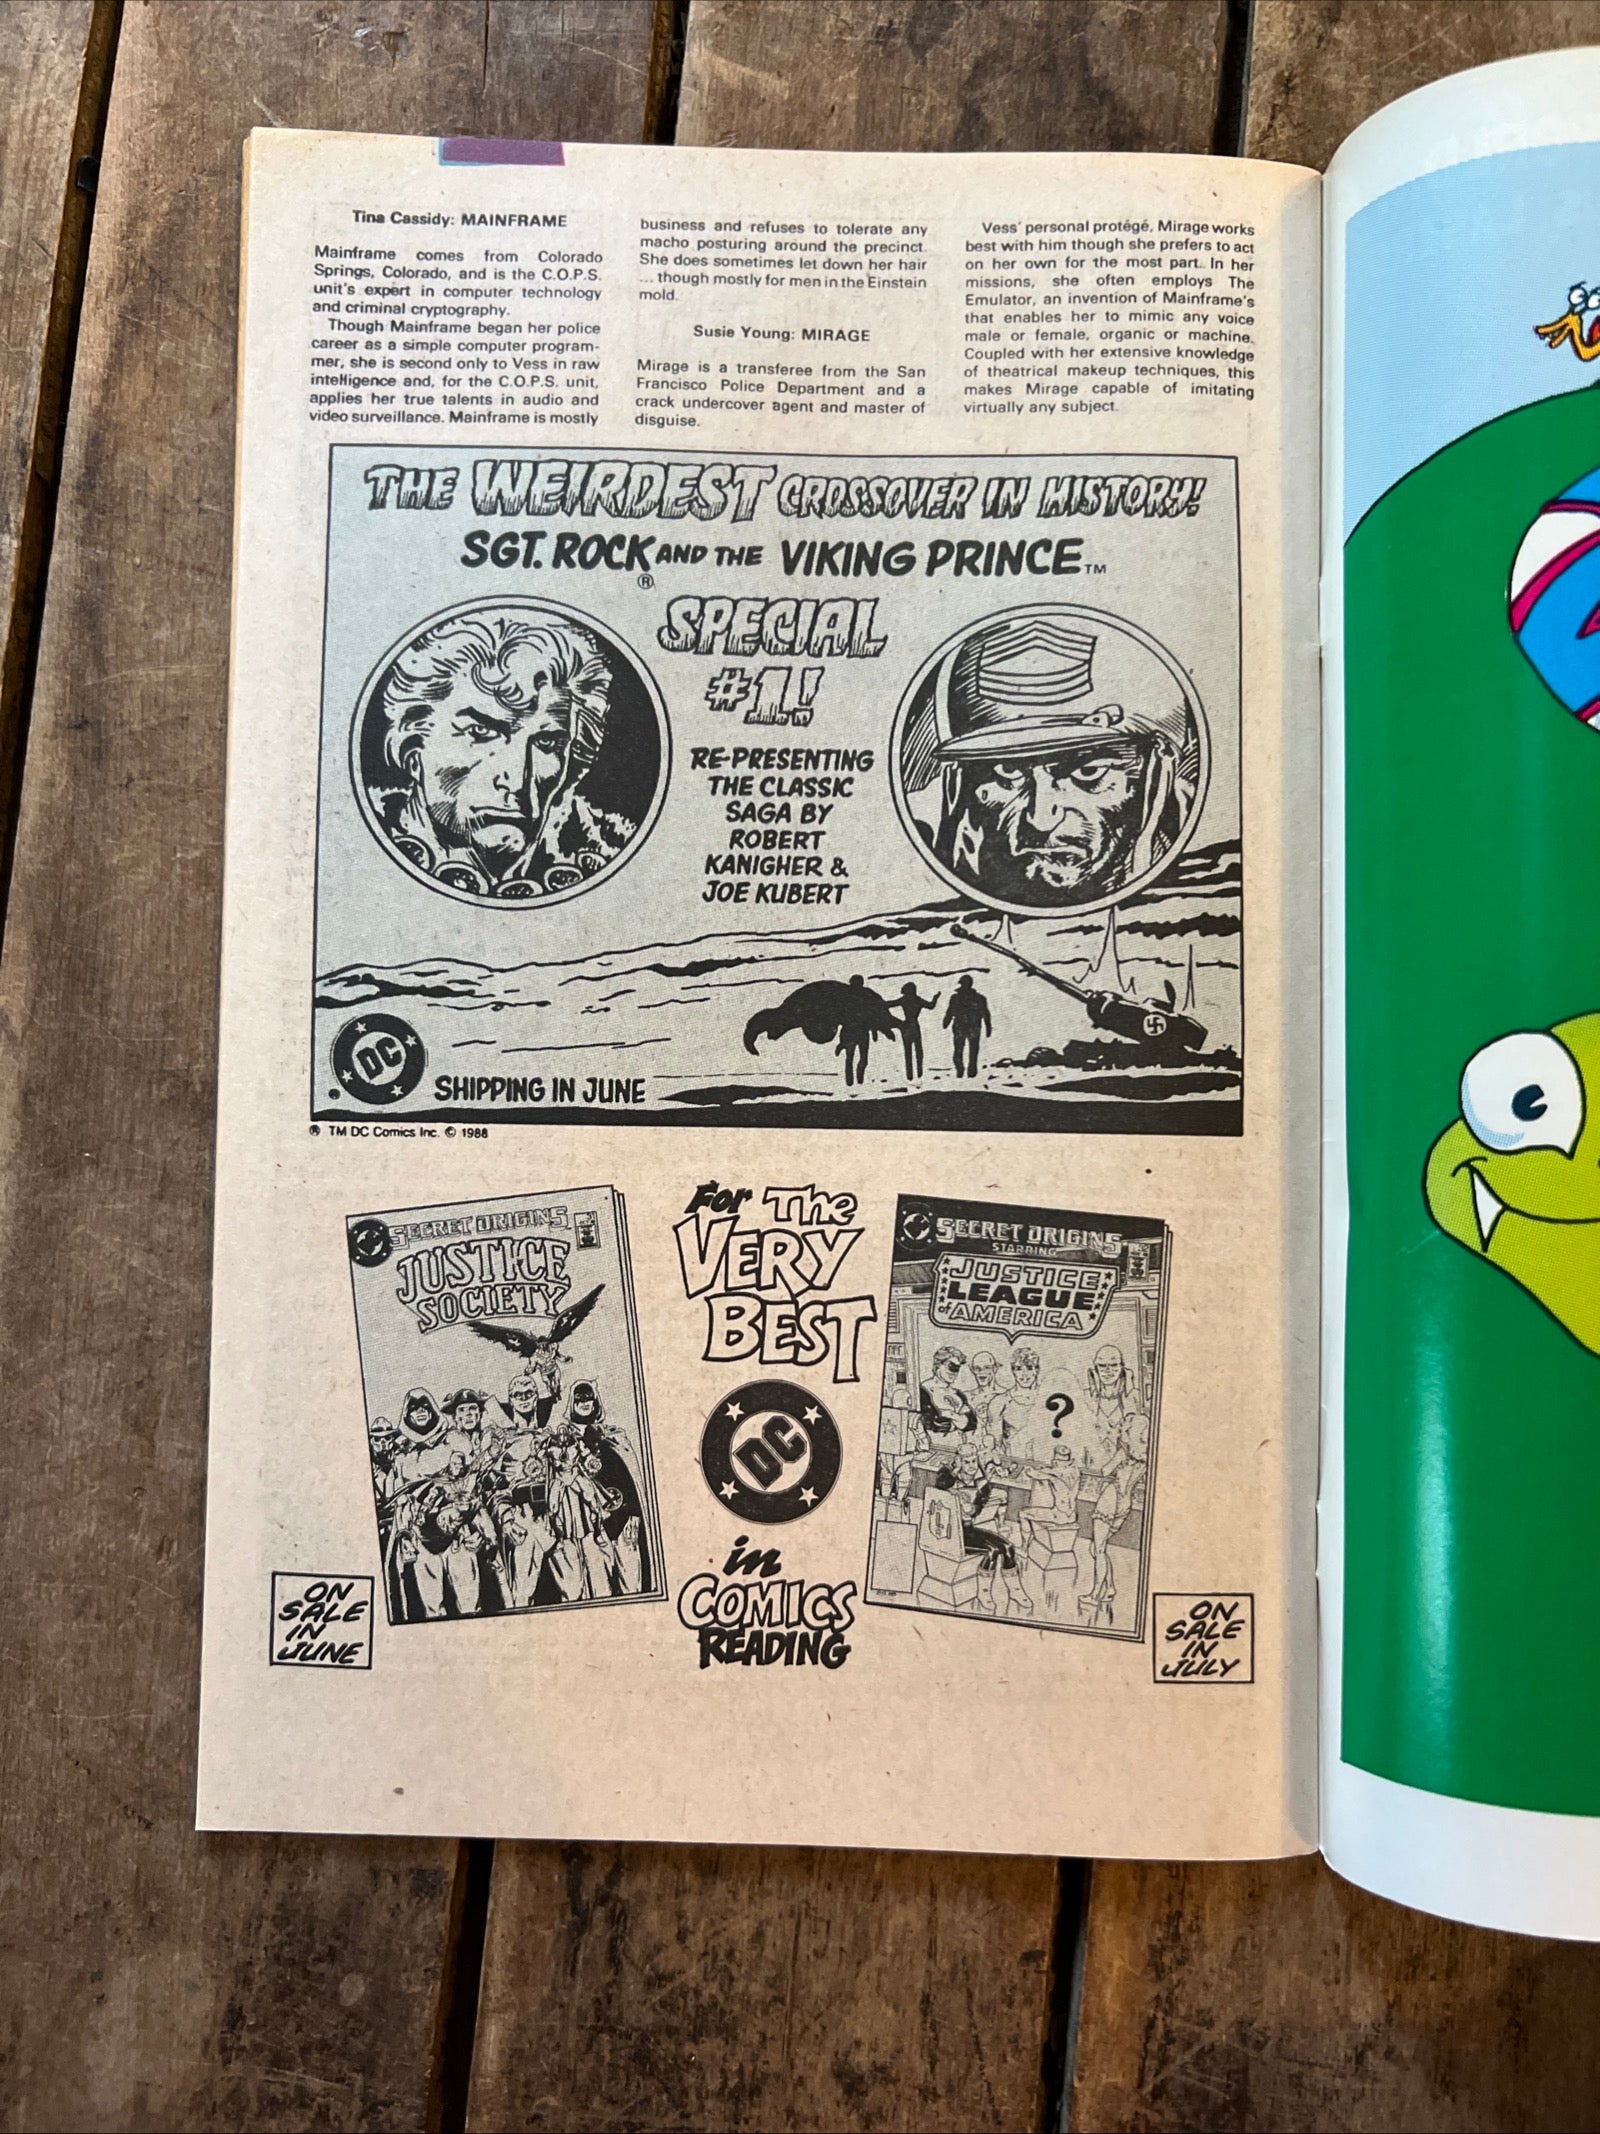 Tina Cassidy: MAINFRAME
Mainframe comes from Colorado
Springs, Colorado, and is the C.O.P.S.
unit's expert in computer technology
and criminal cryptography.
Though Mainframe began her police
career as a simple computer program-
mer, she is second only to Vess in raw
intelligence and, for the C.O.P.S. unit,
applies her true talents in audio and
video surveillance. Mainframe is mostly
business and refuses to tolerate any
macho posturing around the precinct.
She does sometimes let down her hair
... though mostly for men in the Einstein
mold.
Susie Young: MIRAGE
Mirage is a transferee from the San
Francisco Police Department and a
crack undercover agent and master of
disguise.
Vess' personal protégé, Mirage works
best with him though she prefers to act
on her own for the most part. In her
missions, she often employs The
Emulator, an invention of Mainframe's
that enables her to mimic any voice
male or female, organic or machine.
Coupled with her extensive knowledge
of theatrical makeup techniques, this
makes Mirage capable of imitating
virtually any subject.
THE WEIRDEST CROSSOVER IN HISTORY!
SGT. ROCK® AND THE VIKING PRINCE™
SPECIAL
#1!
RE-PRESENTING
THE CLASSIC
SAGA BY
ROBERT
KANIGHER &
JOE KUBERT
DC
®
SHIPPING IN JUNE
® TM DC Comics Inc. © 1988
SECRET ORIGINS
JUSTICE
SOCIETY
ON
SALE
IN
JUNE
FOR THE
VERY
BEST
DC
in
COMICS
READING
SECRET ORIGINS
STARRING
JUSTICE
LEAGUE
of AMERICA
?
ON
SALE
IN
JULY